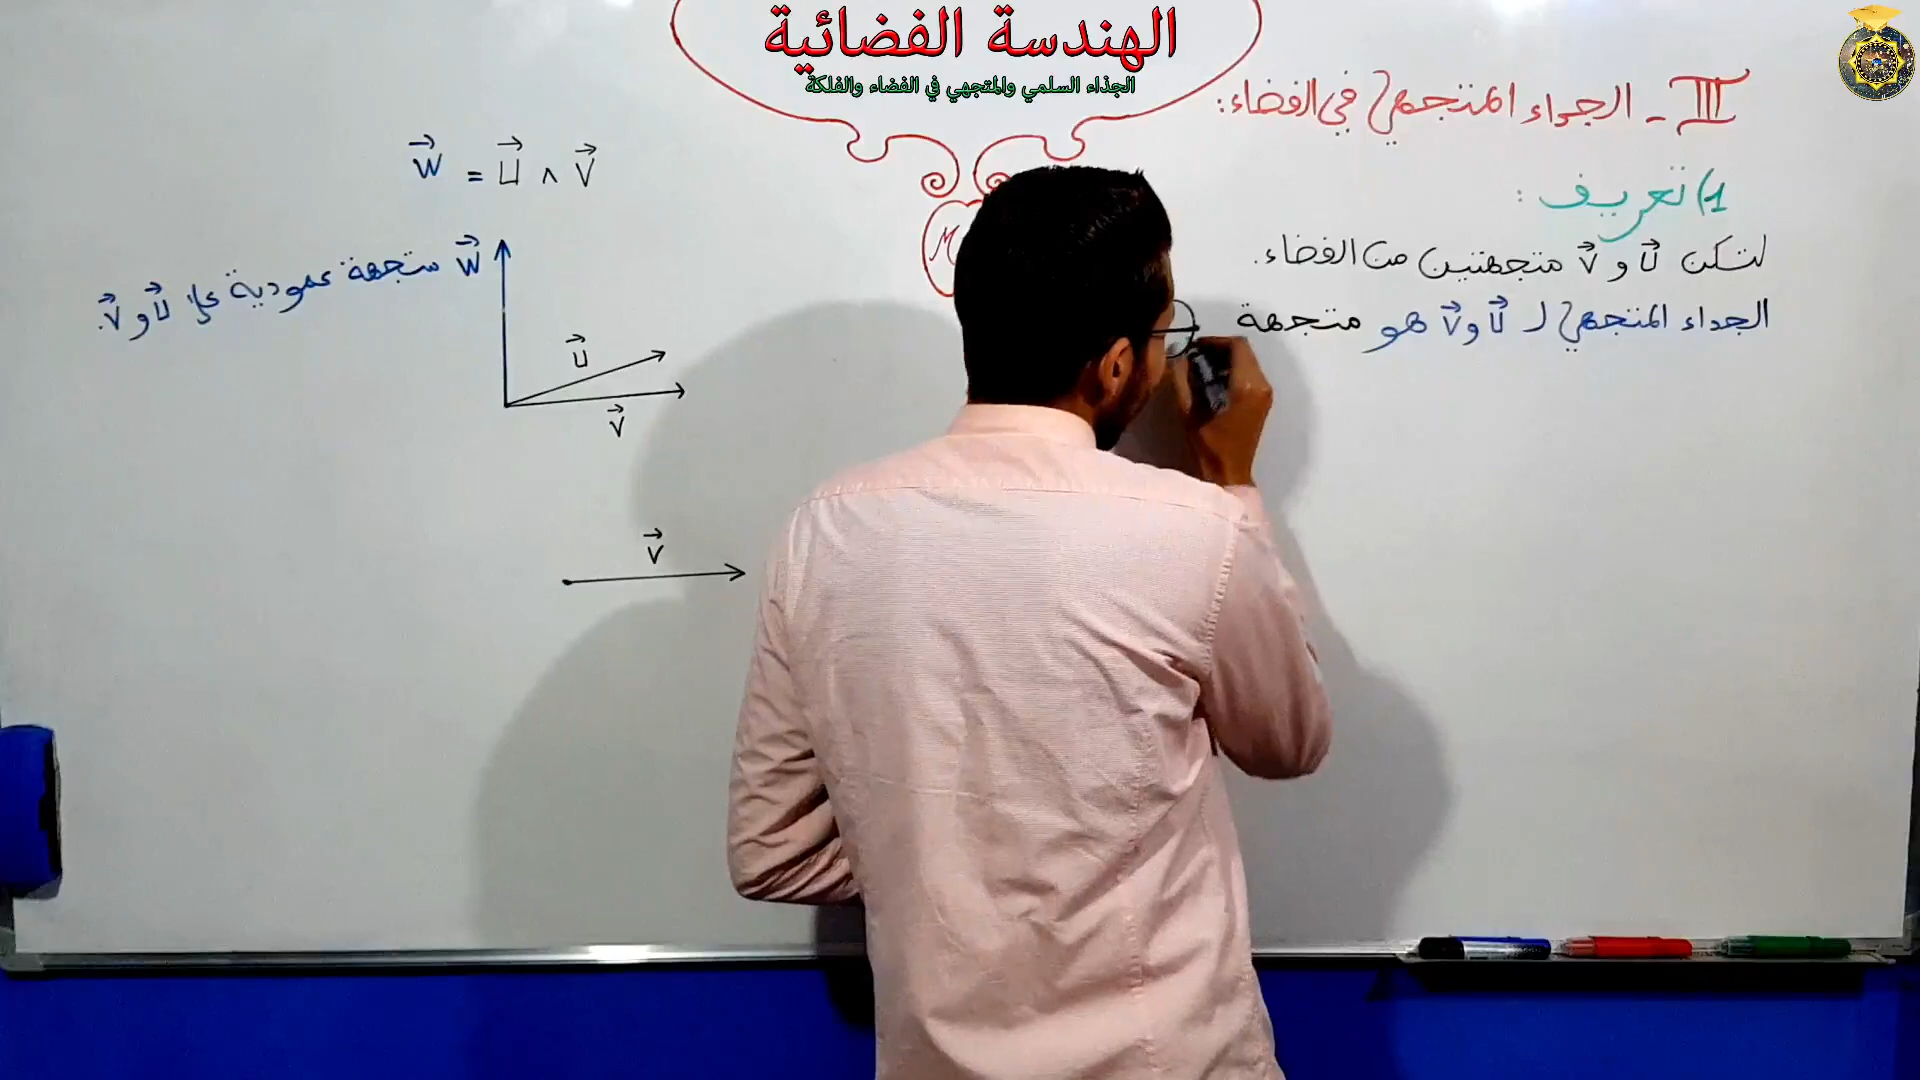 الهندسة الفضائية
الجذاء السلمي والمتجهي في الفضاء والفلكة
III - الجداء المتجهي في الفضاء:
1) تعريف :
لتكن U⃗ و V⃗ متجهتين من الفضاء.
الجداء المتجهي لـ U⃗ و V⃗ هو متجهة
W⃗ = U⃗ ∧ V⃗
W⃗ متجهة عمودية على U⃗ و V⃗.
U⃗
V⃗
V⃗